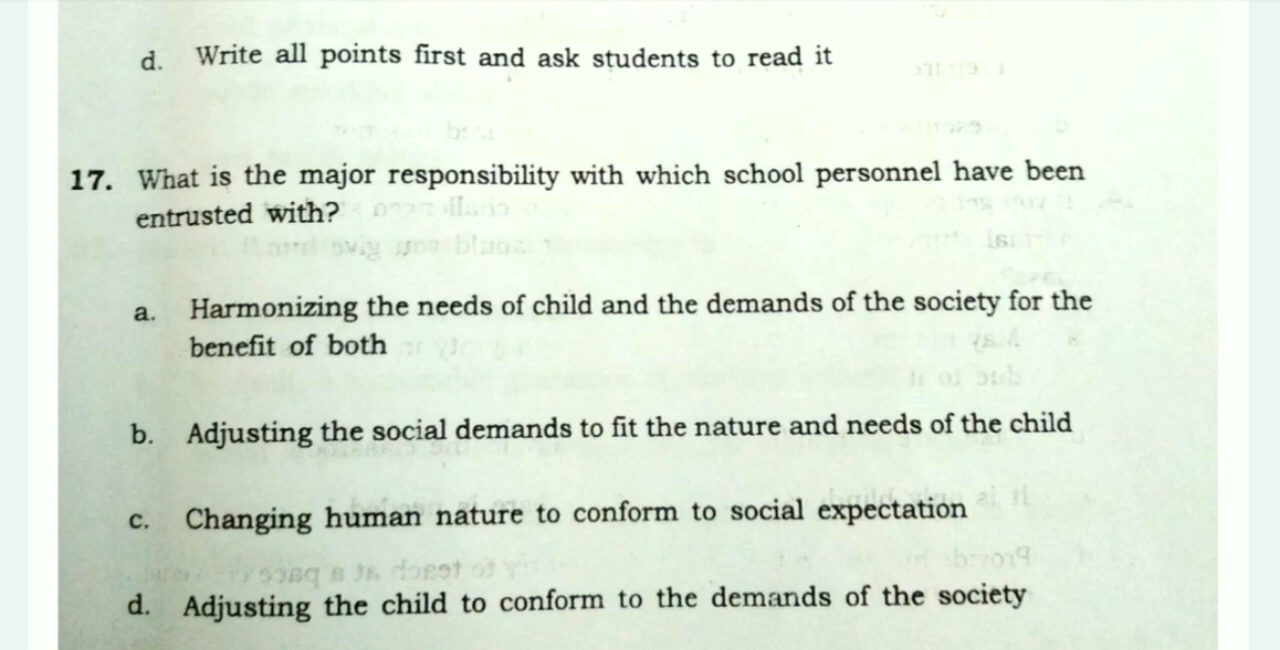 d. Write all points first and ask students to read it
17. What is the major responsibility with which school personnel have been
entrusted with?
a. Harmonizing the needs of child and the demands of the society for the
benefit of both
b. Adjusting the social demands to fit the nature and needs of the child
c. Changing human nature to conform to social expectation
d. Adjusting the child to conform to the demands of the society